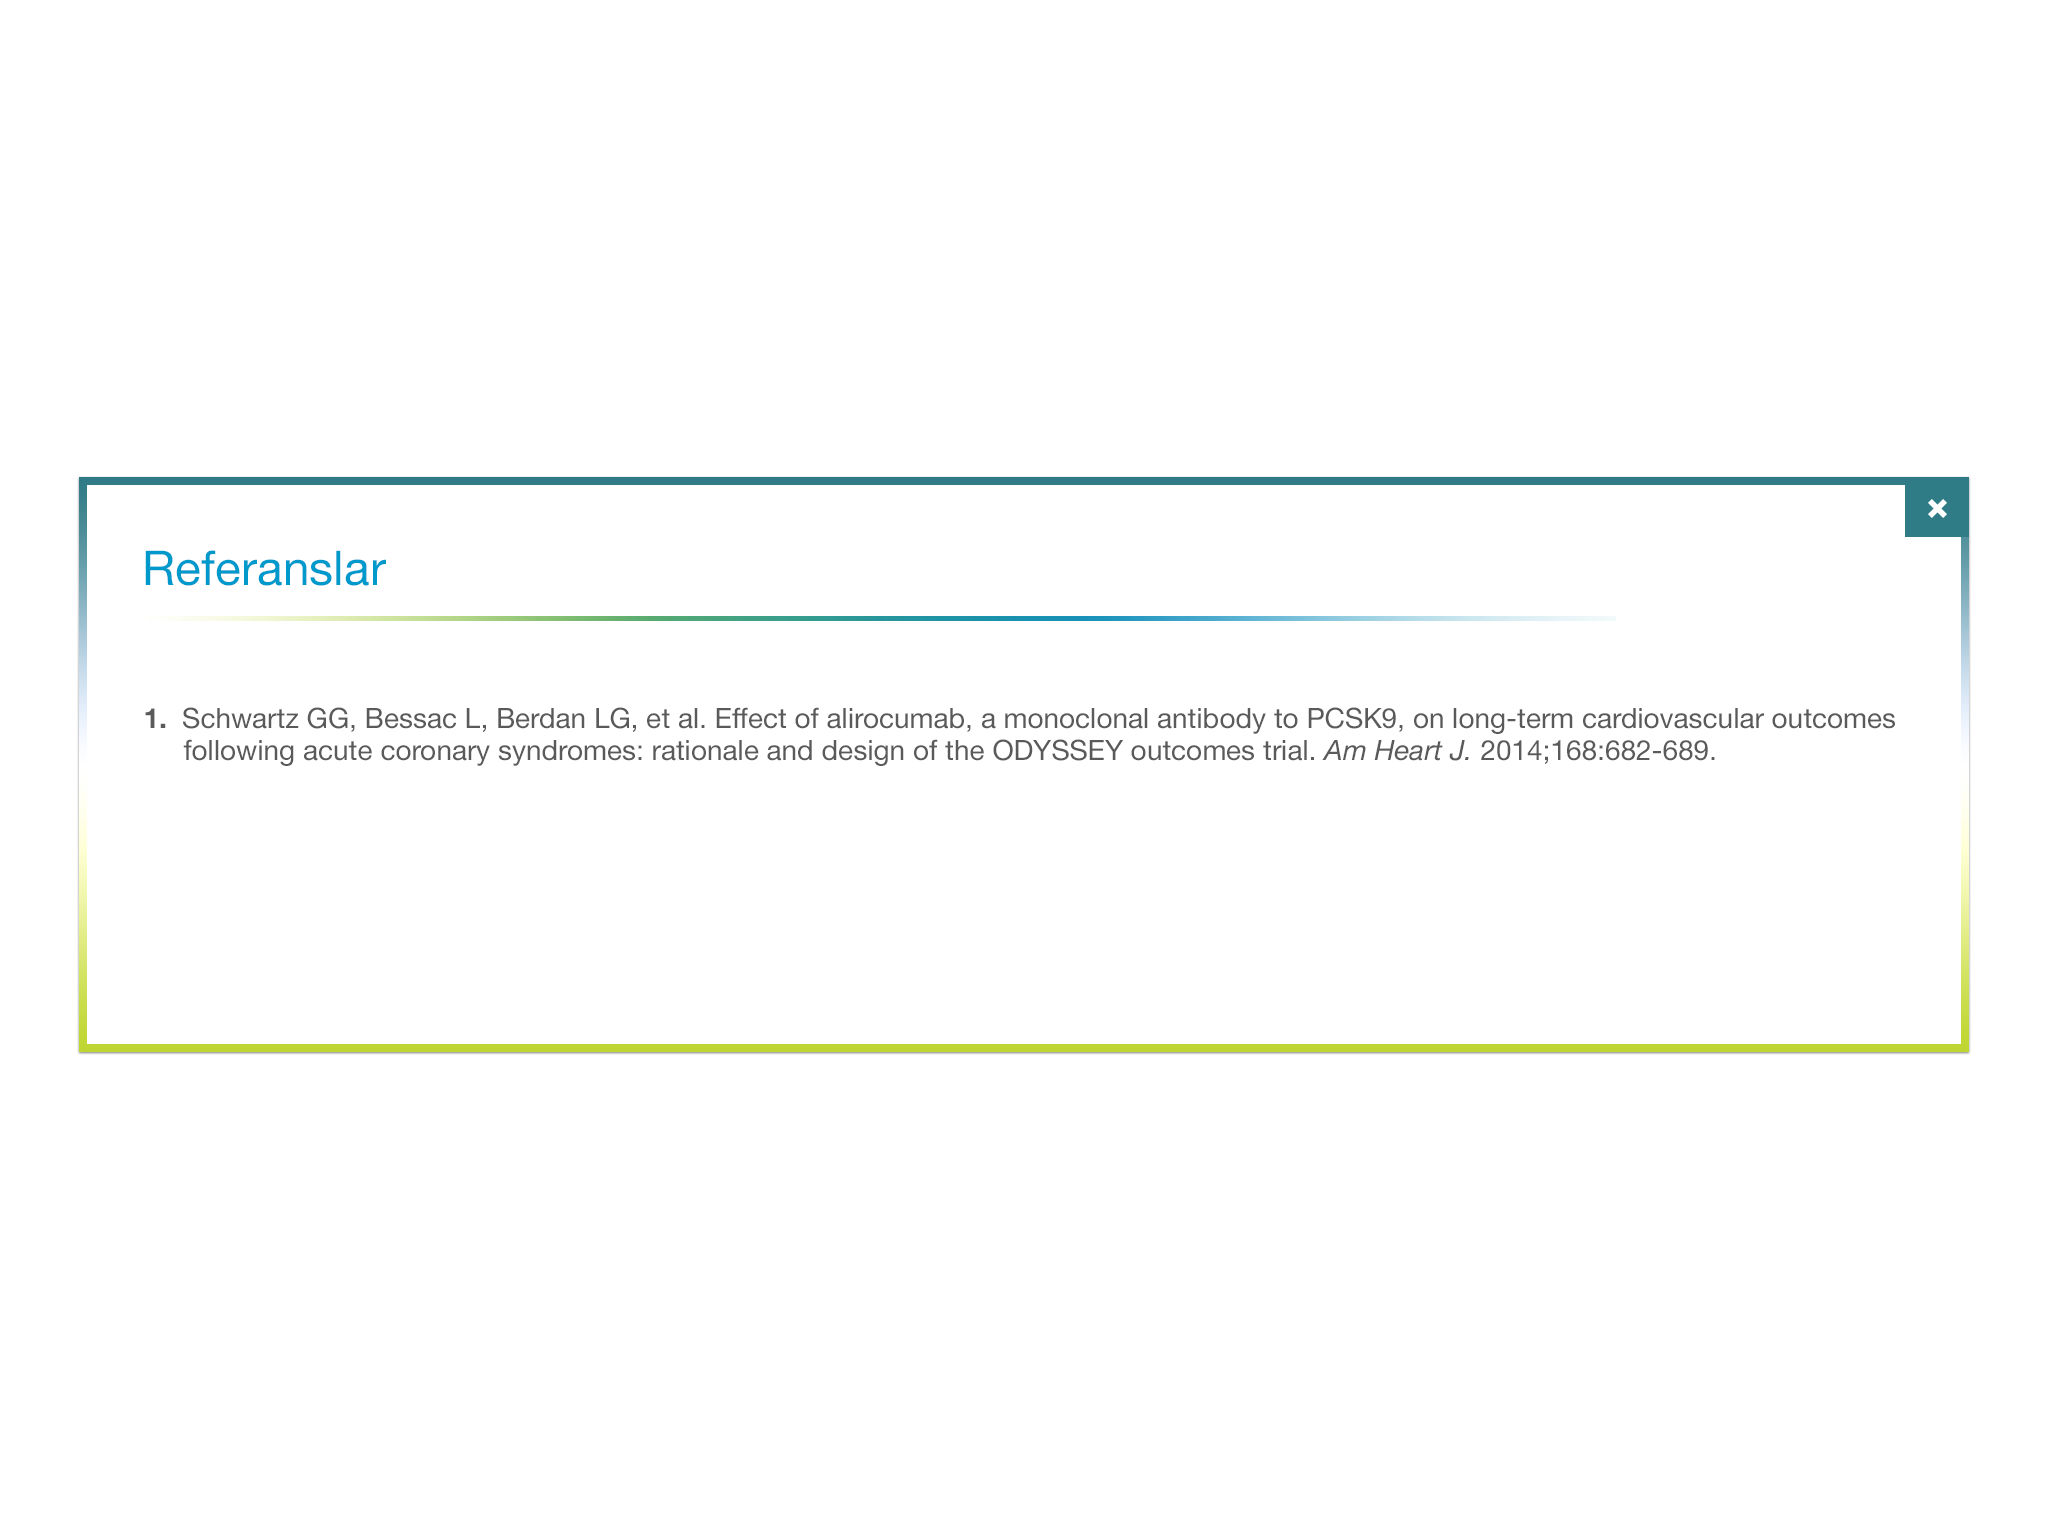 Referanslar
1. Schwartz GG, Bessac L, Berdan LG, et al. Effect of alirocumab, a monoclonal antibody to PCSK9, on long-term cardiovascular outcomes
following acute coronary syndromes: rationale and design of the ODYSSEY outcomes trial. Am Heart J. 2014;168:682-689.